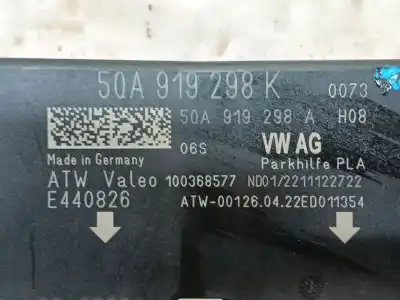 5QA 919 298 K 0073
5QA 919 298 A H08
06S VW AG
Made in Germany Parkhilfe PLA
ATW Valeo 100368577 ND01/2211122722
E440826 ATW-00126.04.22ED011354